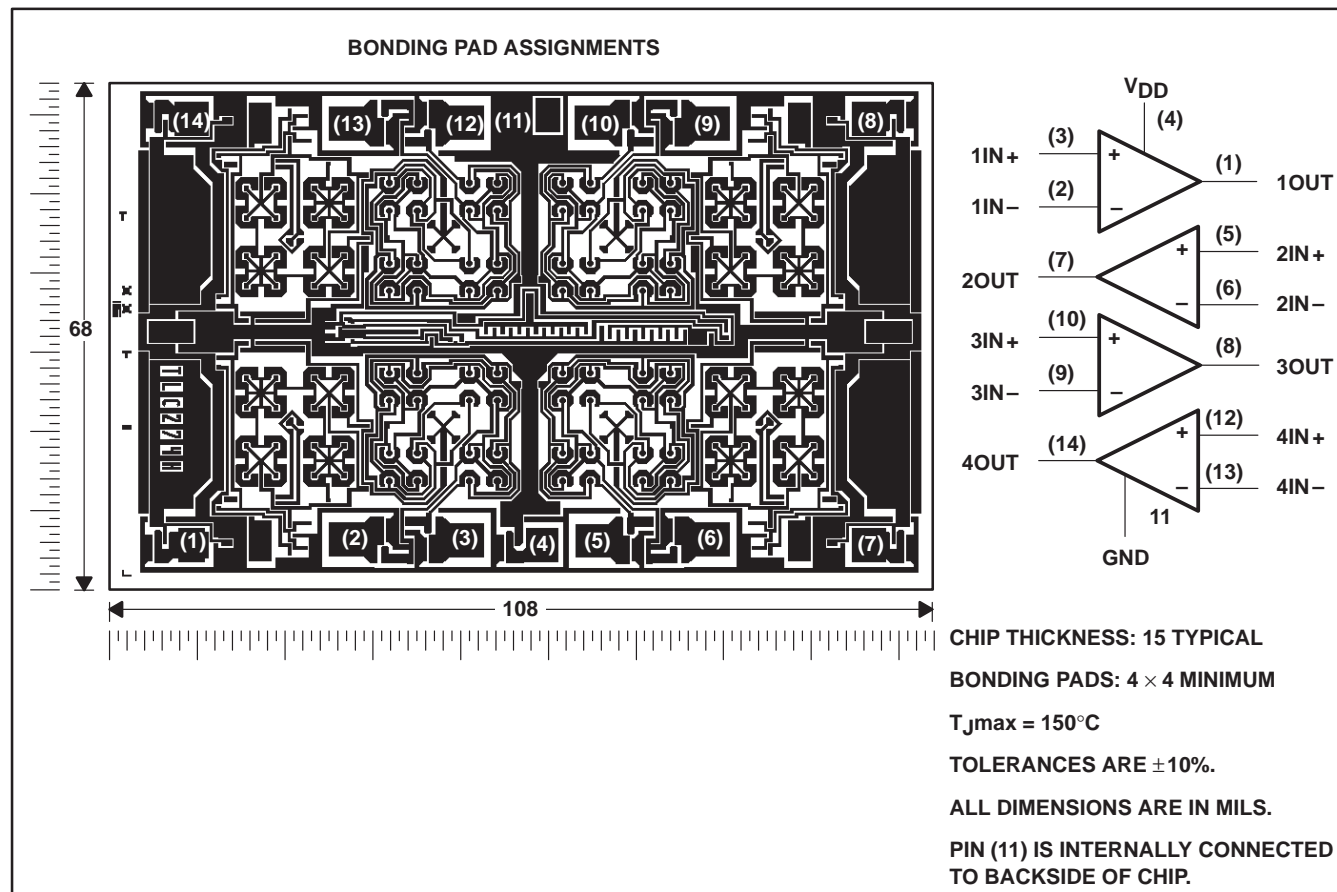 BONDING PAD ASSIGNMENTS
(14) (13) (12) (11) (10) (9) (8)
68
TLC274H
(1) (2) (3) (4) (5) (6) (7)
108
VDD
(4)
(3)
1IN+
+
(1)
1OUT
(2)
1IN−
−
(5)
2IN+
+
(7)
2OUT
(6)
2IN−
−
(10)
3IN+
+
(8)
3OUT
(9)
3IN−
−
(12)
4IN+
+
(14)
4OUT
(13)
4IN−
−
11
GND
CHIP THICKNESS: 15 TYPICAL
BONDING PADS: 4 × 4 MINIMUM
TJmax = 150°C
TOLERANCES ARE ±10%.
ALL DIMENSIONS ARE IN MILS.
PIN (11) IS INTERNALLY CONNECTED
TO BACKSIDE OF CHIP.